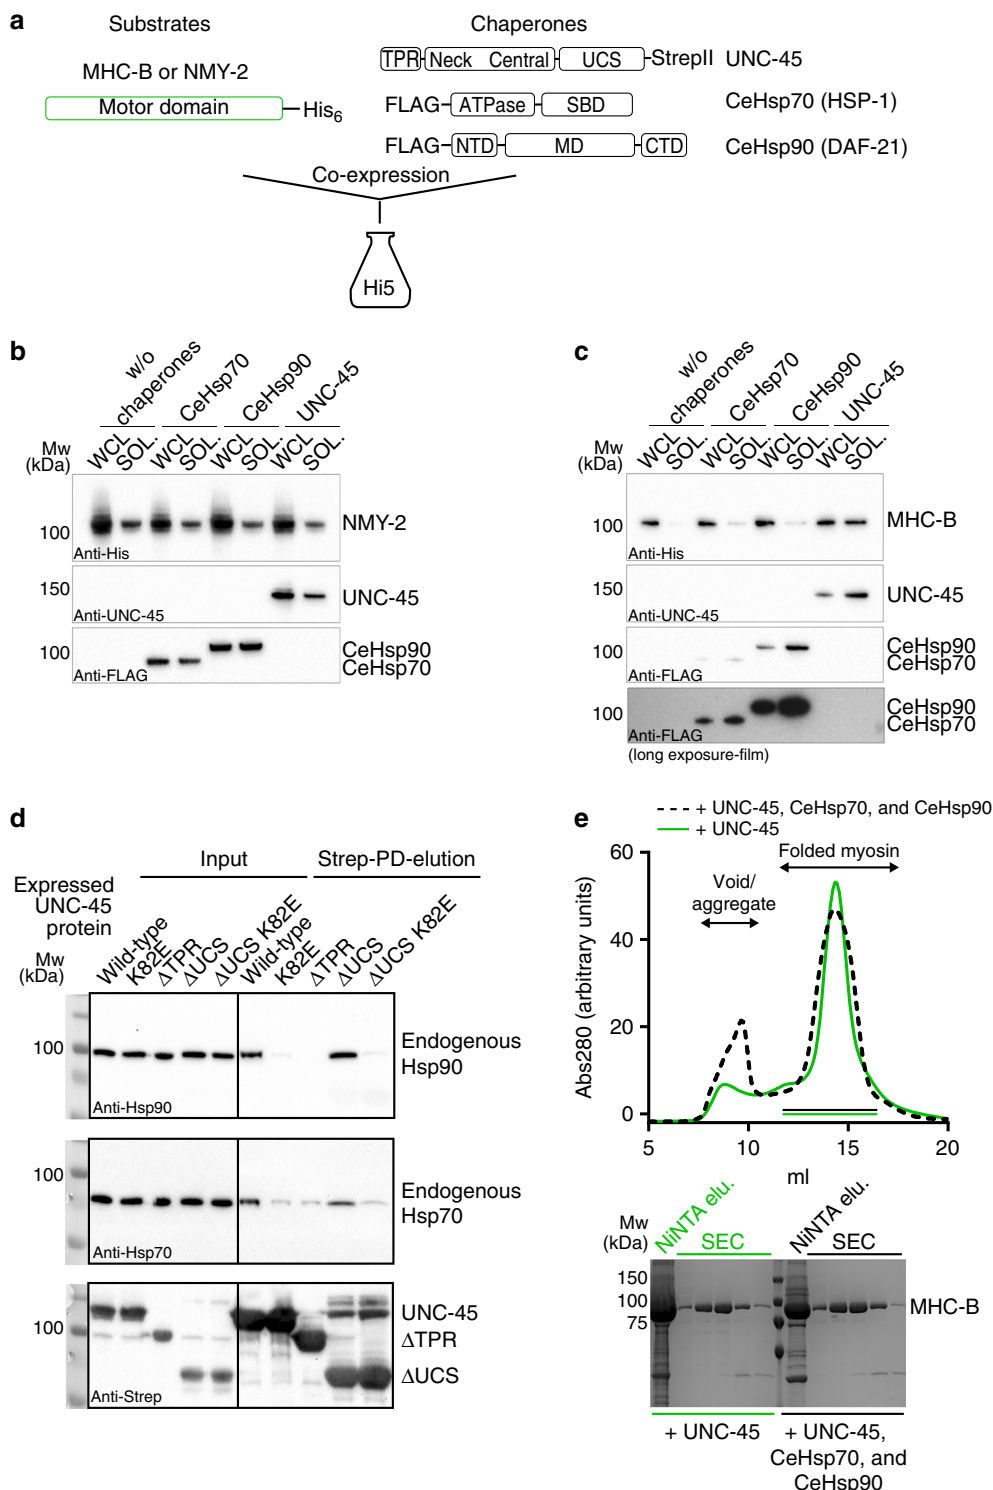 a
Substrates
Chaperones
MHC-B or NMY-2
Motor domain
His6
TPR Neck Central UCS StrepII UNC-45
FLAG ATPase SBD CeHsp70 (HSP-1)
FLAG NTD MD CTD CeHsp90 (DAF-21)
Co-expression
Hi5
b
w/o chaperones
CeHsp70
CeHsp90
UNC-45
Mw (kDa)
WCL SOL. WCL SOL. WCL SOL. WCL SOL.
100
NMY-2
Anti-His
150
UNC-45
Anti-UNC-45
100
CeHsp90
CeHsp70
Anti-FLAG
c
w/o chaperones
CeHsp70
CeHsp90
UNC-45
Mw (kDa)
WCL SOL. WCL SOL. WCL SOL. WCL SOL.
100
MHC-B
Anti-His
150
UNC-45
Anti-UNC-45
100
CeHsp90
CeHsp70
Anti-FLAG
100
CeHsp90
CeHsp70
Anti-FLAG
(long exposure-film)
d
Input
Strep-PD-elution
Expressed
UNC-45
protein
Mw (kDa)
Wild-type K82E ΔTPR ΔUCS ΔUCS K82E Wild-type K82E ΔTPR ΔUCS ΔUCS K82E
100
Endogenous
Hsp90
Anti-Hsp90
100
Endogenous
Hsp70
Anti-Hsp70
100
UNC-45
ΔTPR
ΔUCS
Anti-Strep
e
+ UNC-45, CeHsp70, and CeHsp90
+ UNC-45
Folded myosin
Void/
aggregate
Abs280 (arbitrary units)
60
40
20
0
5 10 15 20
ml
NiNTA elu.
SEC
NiNTA elu.
SEC
Mw (kDa)
150
100
75
MHC-B
+ UNC-45
+ UNC-45,
CeHsp70, and
CeHsp90